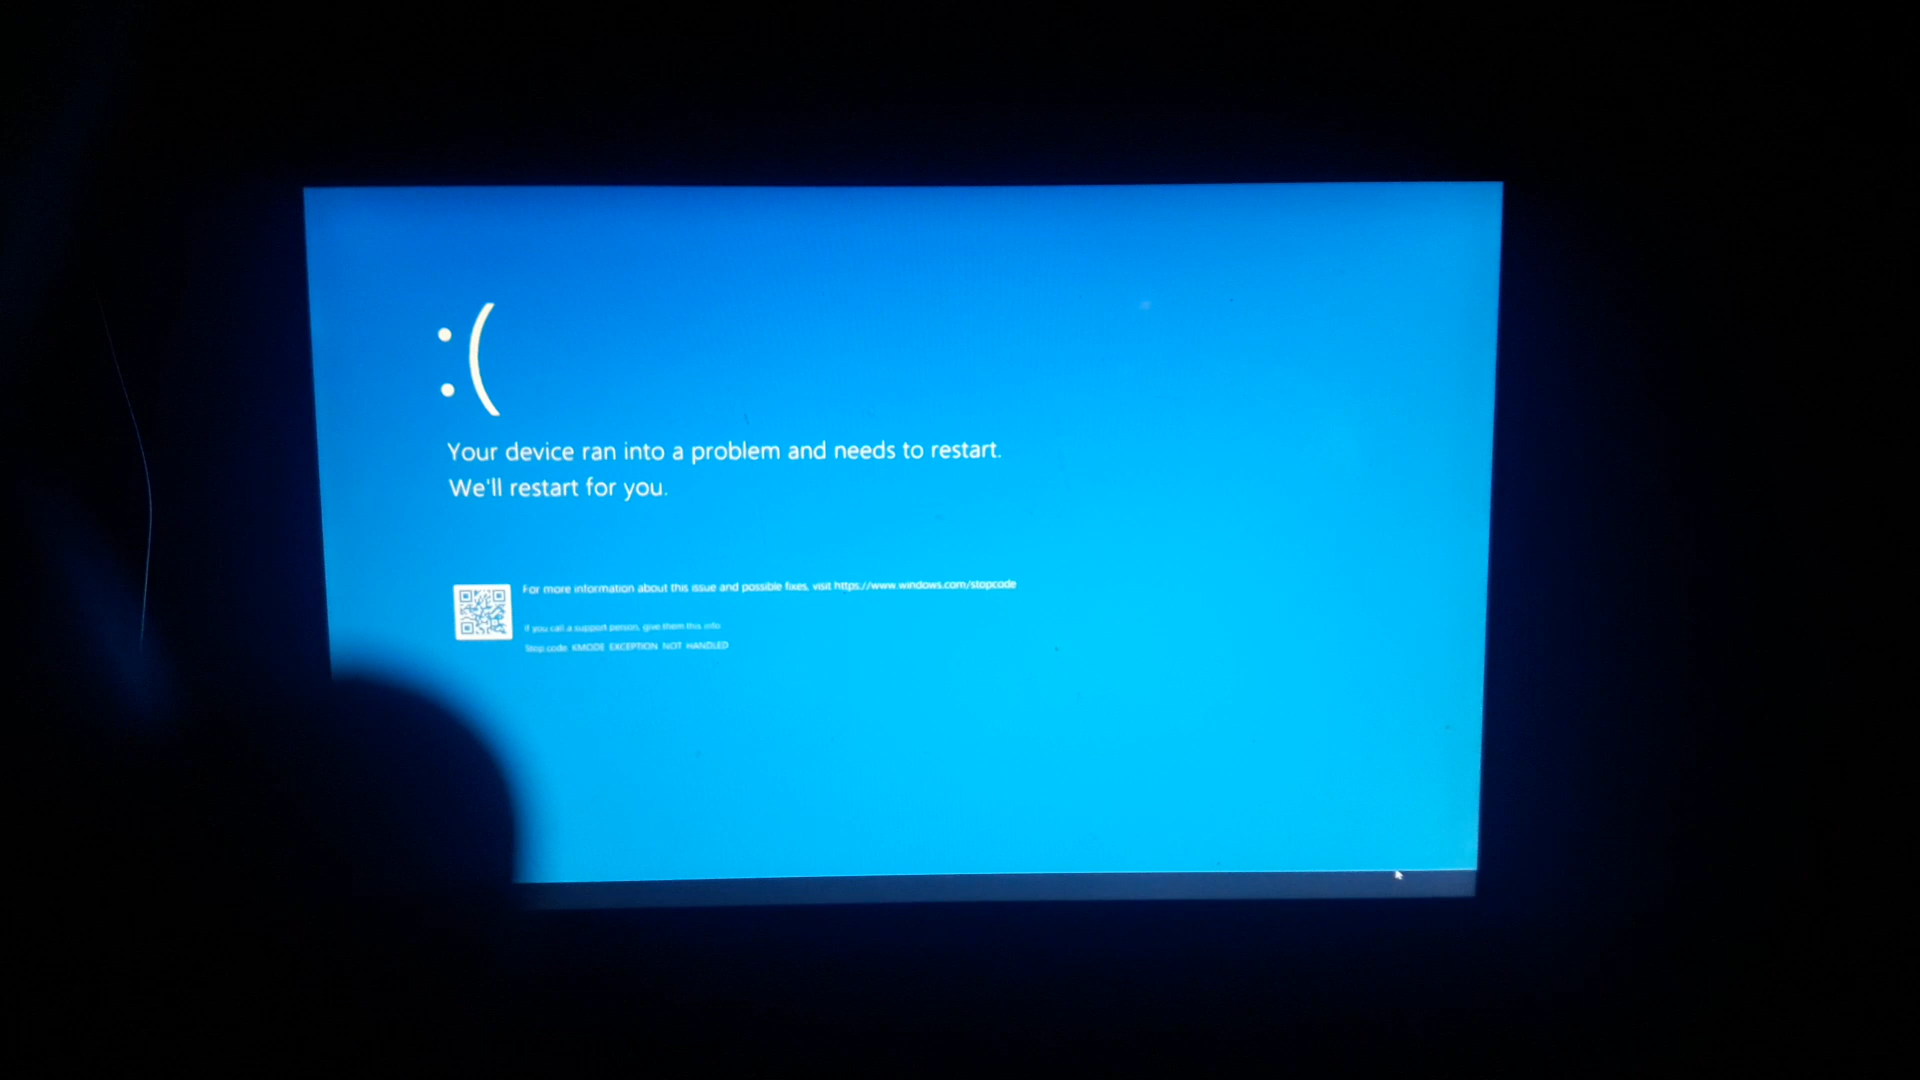 :(
Your device ran into a problem and needs to restart.
We'll restart for you.
For more information about this issue and possible fixes, visit https://www.windows.com/stopcode
If you call a support person, give them this info
Stop code: KMODE EXCEPTION NOT HANDLED